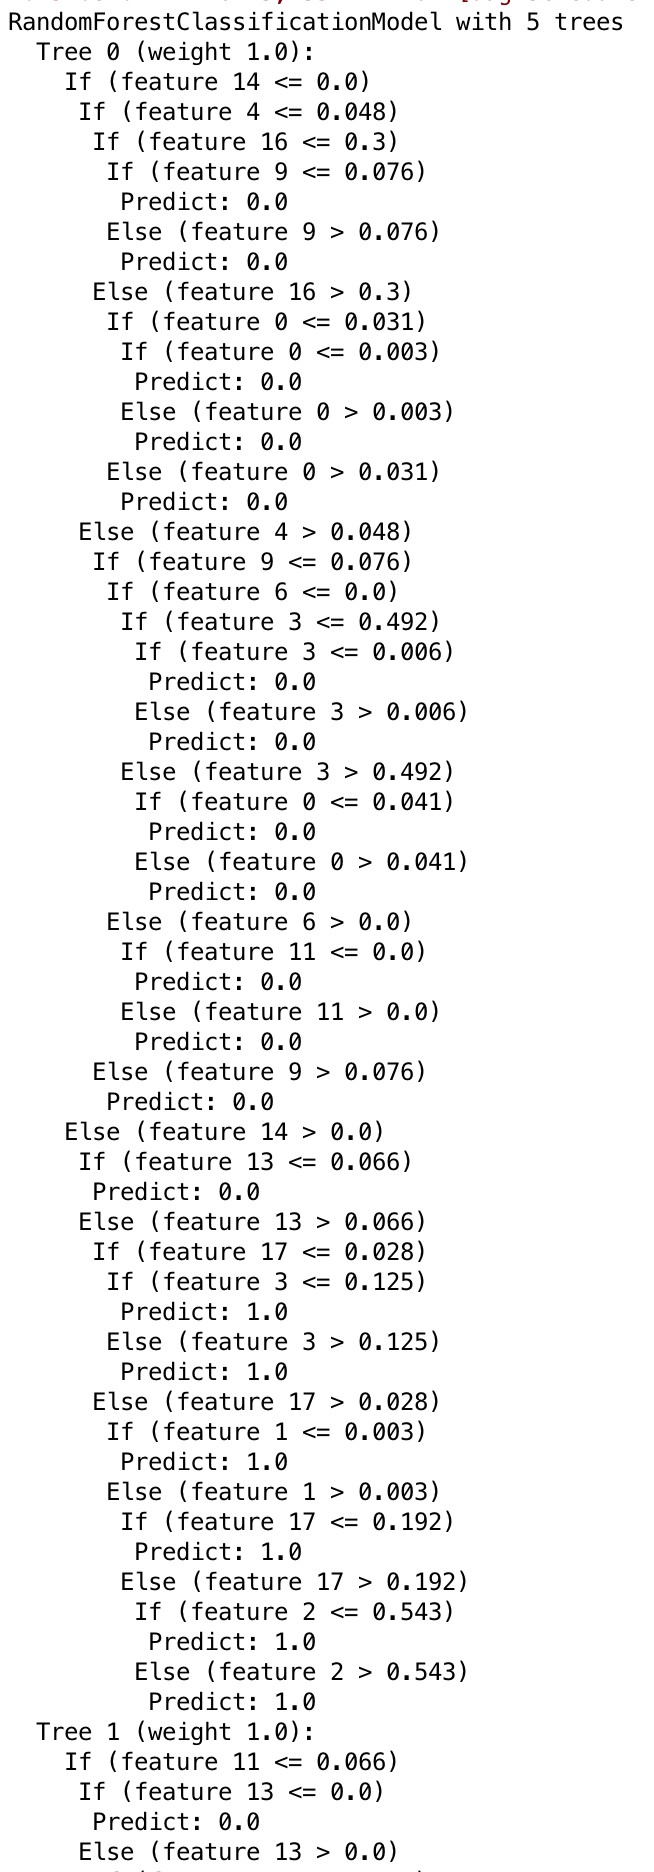 RandomForestClassificationModel with 5 trees
  Tree 0 (weight 1.0):
    If (feature 14 <= 0.0)
     If (feature 4 <= 0.048)
      If (feature 16 <= 0.3)
       If (feature 9 <= 0.076)
        Predict: 0.0
       Else (feature 9 > 0.076)
        Predict: 0.0
      Else (feature 16 > 0.3)
       If (feature 0 <= 0.031)
        If (feature 0 <= 0.003)
         Predict: 0.0
        Else (feature 0 > 0.003)
         Predict: 0.0
       Else (feature 0 > 0.031)
        Predict: 0.0
     Else (feature 4 > 0.048)
      If (feature 9 <= 0.076)
       If (feature 6 <= 0.0)
        If (feature 3 <= 0.492)
         If (feature 3 <= 0.006)
          Predict: 0.0
         Else (feature 3 > 0.006)
          Predict: 0.0
        Else (feature 3 > 0.492)
         If (feature 0 <= 0.041)
          Predict: 0.0
         Else (feature 0 > 0.041)
          Predict: 0.0
       Else (feature 6 > 0.0)
        If (feature 11 <= 0.0)
         Predict: 0.0
        Else (feature 11 > 0.0)
         Predict: 0.0
      Else (feature 9 > 0.076)
       Predict: 0.0
    Else (feature 14 > 0.0)
     If (feature 13 <= 0.066)
      Predict: 0.0
     Else (feature 13 > 0.066)
      If (feature 17 <= 0.028)
       If (feature 3 <= 0.125)
        Predict: 1.0
       Else (feature 3 > 0.125)
        Predict: 1.0
      Else (feature 17 > 0.028)
       If (feature 1 <= 0.003)
        Predict: 1.0
       Else (feature 1 > 0.003)
        If (feature 17 <= 0.192)
         Predict: 1.0
        Else (feature 17 > 0.192)
         If (feature 2 <= 0.543)
          Predict: 1.0
         Else (feature 2 > 0.543)
          Predict: 1.0
  Tree 1 (weight 1.0):
    If (feature 11 <= 0.066)
     If (feature 13 <= 0.0)
      Predict: 0.0
     Else (feature 13 > 0.0)